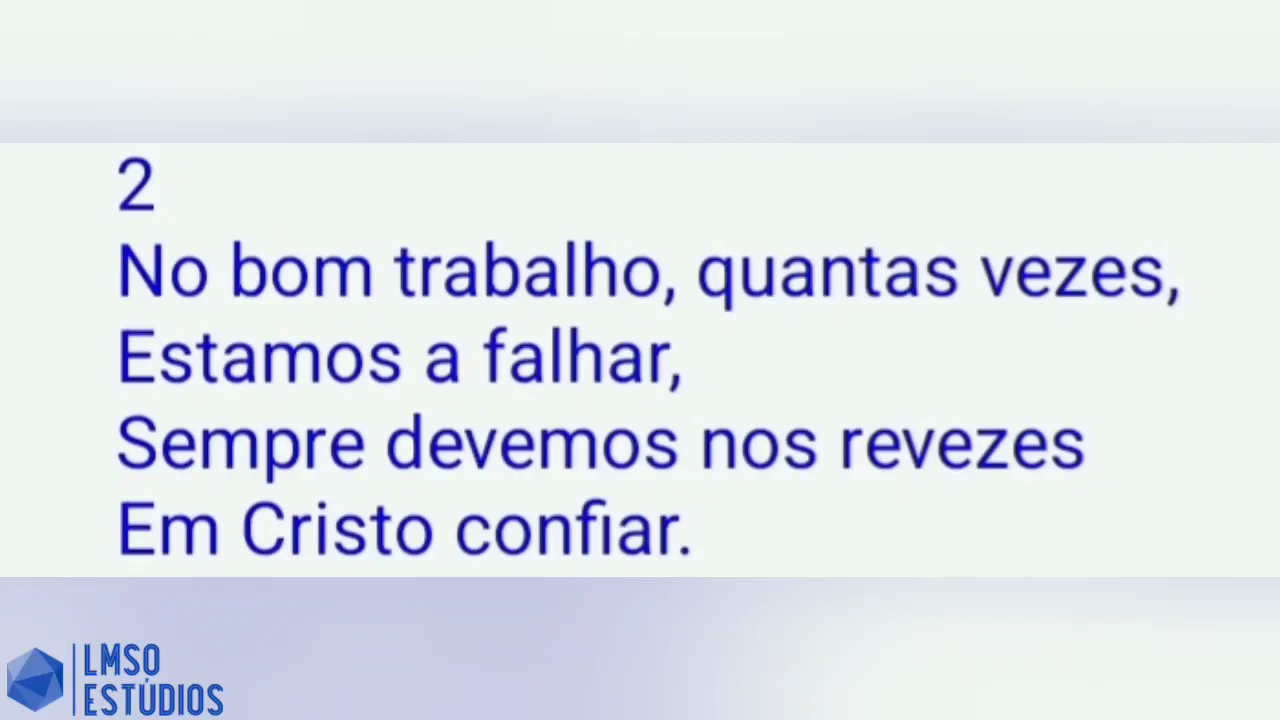 2
No bom trabalho, quantas vezes,
Estamos a falhar,
Sempre devemos nos revezes
Em Cristo confiar.
LMSO
ESTÚDIOS